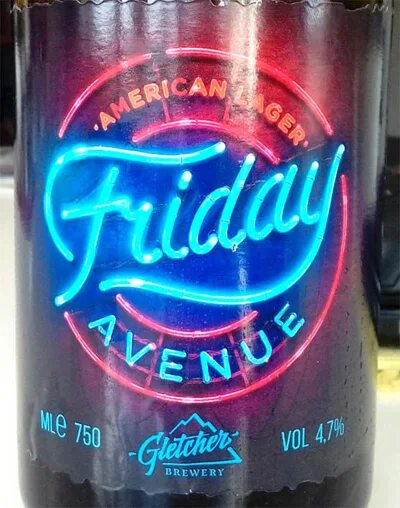 AMERICAN LAGER
Friday
AVENUE
MLe 750
Gletcher
BREWERY
VOL 4,7%